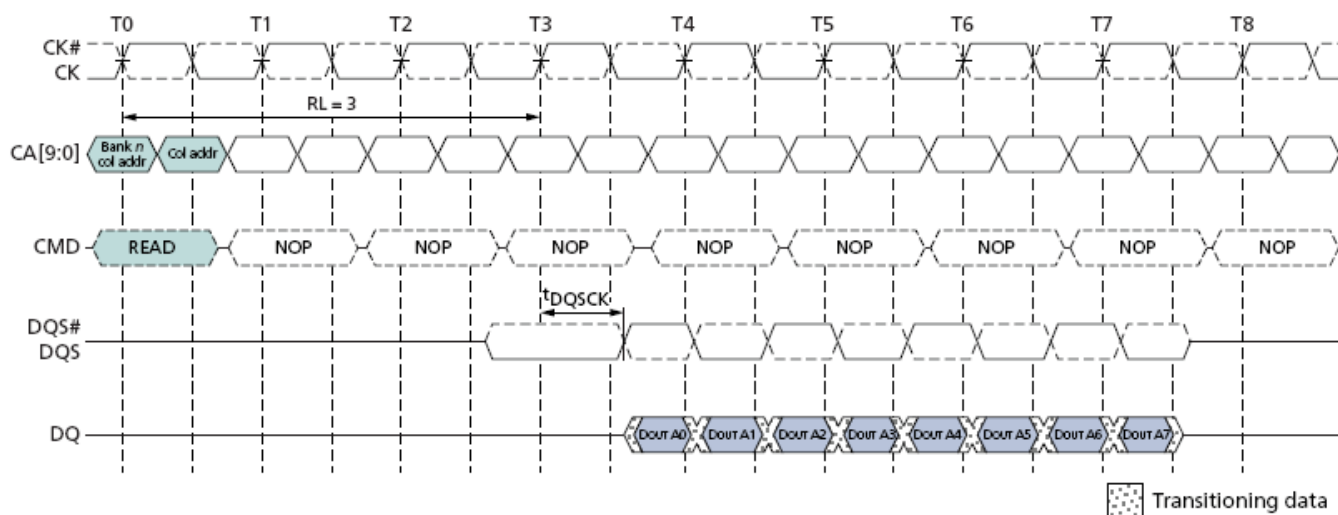 T0 T1 T2 T3 T4 T5 T6 T7 T8
CK#
CK
RL = 3
CA[9:0] Bank n col addr Col addr
CMD READ NOP NOP NOP NOP NOP NOP NOP NOP
tDQSCK
DQS#
DQS
DQ DOUT A0 DOUT A1 DOUT A2 DOUT A3 DOUT A4 DOUT A5 DOUT A6 DOUT A7
Transitioning data